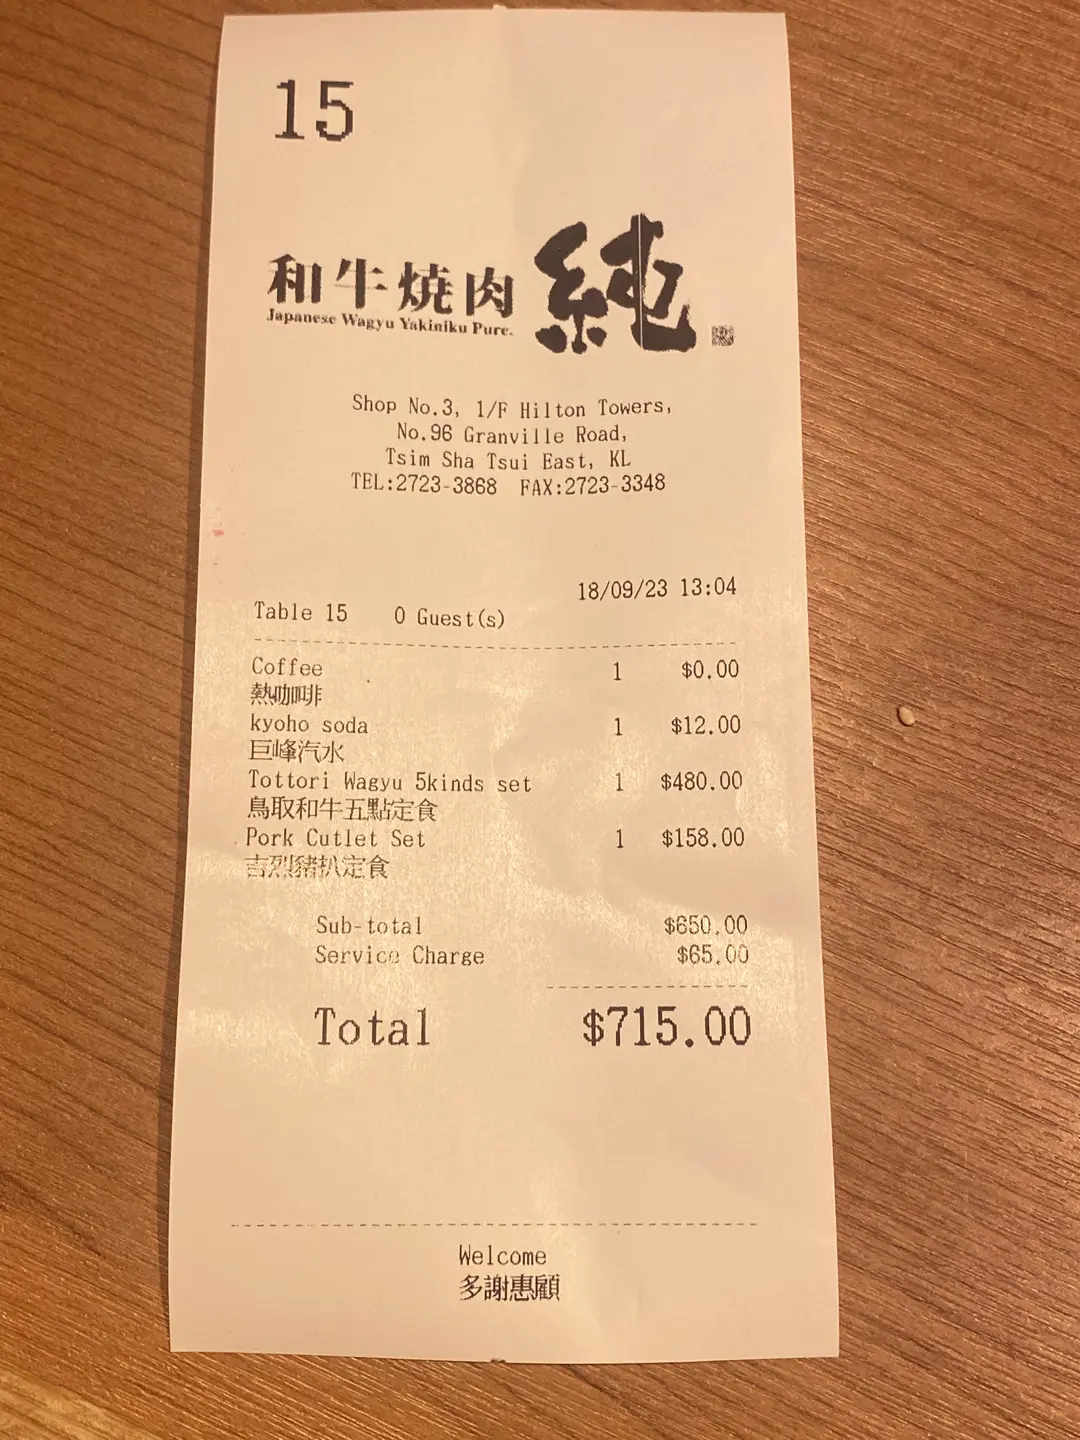 15
和牛燒肉 純
Japanese Wagyu Yakiniku Pure.
Shop No.3, 1/F Hilton Towers,
No.96 Granville Road,
Tsim Sha Tsui East, KL
TEL:2723-3868 FAX:2723-3348
18/09/23 13:04
Table 15 0 Guest(s)
Coffee 1 $0.00
熱咖啡
kyoho soda 1 $12.00
巨峰汽水
Tottori Wagyu 5kinds set 1 $480.00
鳥取和牛五點定食
Pork Cutlet Set 1 $158.00
吉烈豬扒定食
Sub-total $650.00
Service Charge $65.00
Total $715.00
Welcome
多謝惠顧